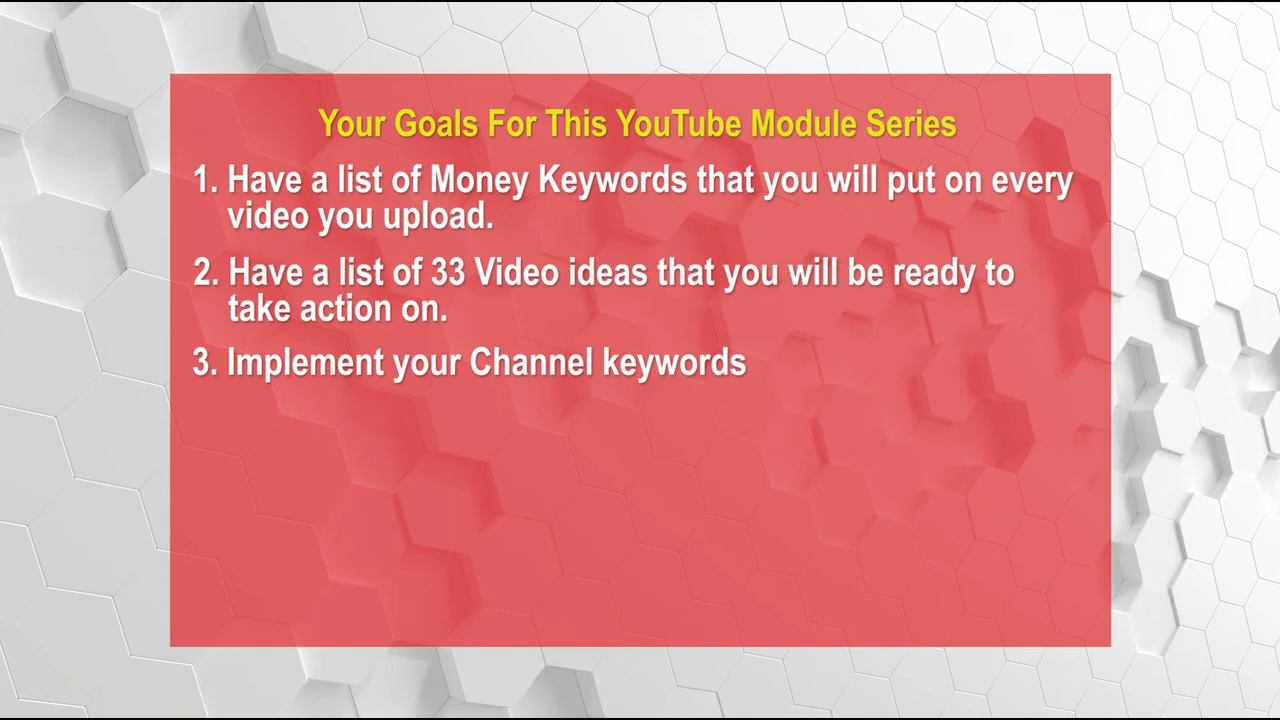 Your Goals For This YouTube Module Series
1. Have a list of Money Keywords that you will put on every
video you upload.
2. Have a list of 33 Video ideas that you will be ready to
take action on.
3. Implement your Channel keywords